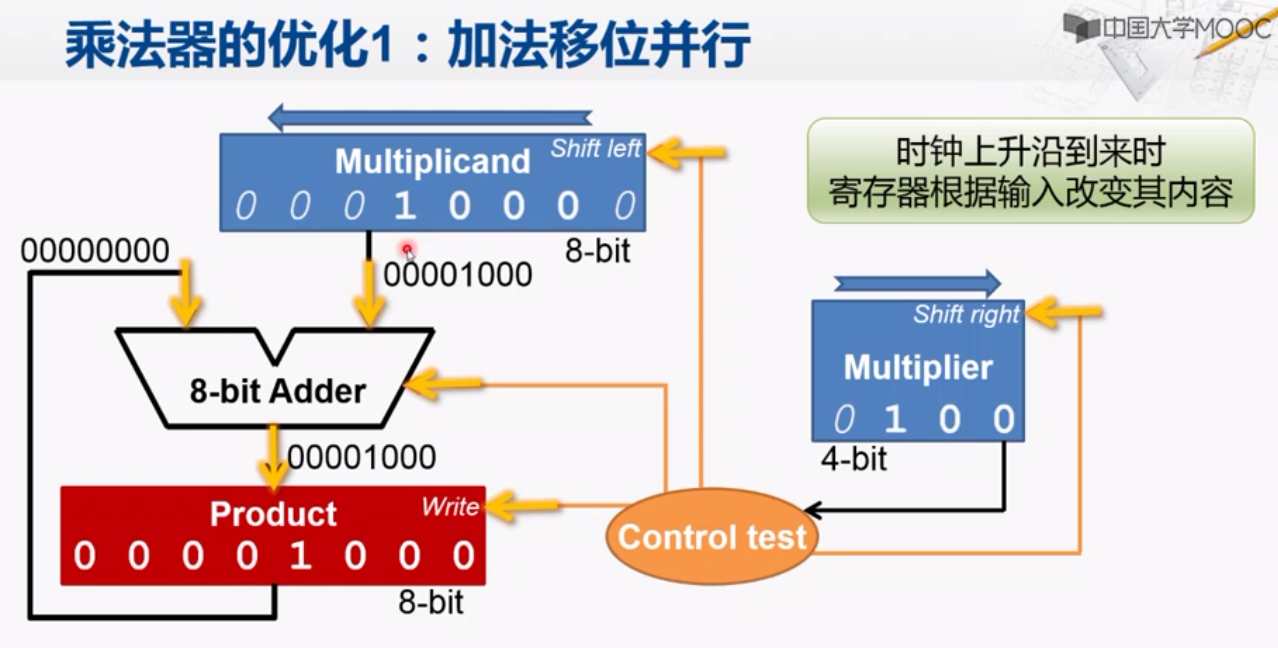 乘法器的优化1：加法移位并行
中国大学MOOC
Shift left
Multiplicand
0 0 0 1 0 0 0 0
8-bit
时钟上升沿到来时
寄存器根据输入改变其内容
00000000
00001000
Shift right
Multiplier
0 1 0 0
4-bit
8-bit Adder
00001000
Product
Write
0 0 0 0 1 0 0 0
8-bit
Control test